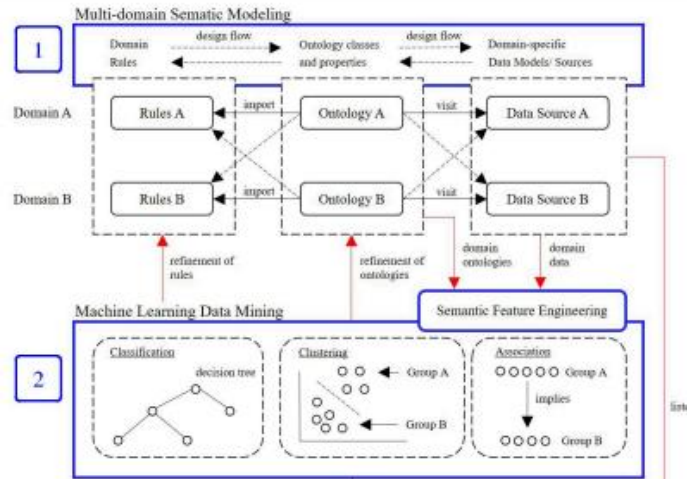 Multi-domain Sematic Modeling
1
Domain
Rules
design flow
Ontology classes
and properties
design flow
Domain-specific
Data Models/ Sources
Domain A
Rules A
import
Ontology A
visit
Data Source A
Domain B
Rules B
import
Ontology B
visit
Data Source B
refinement of
rules
refinement of
ontologies
domain
ontologies
domain
data
Machine Learning Data Mining
Semantic Feature Engineering
2
Classification
decision tree
Clustering
Group A
Group B
Association
Group A
implies
Group B